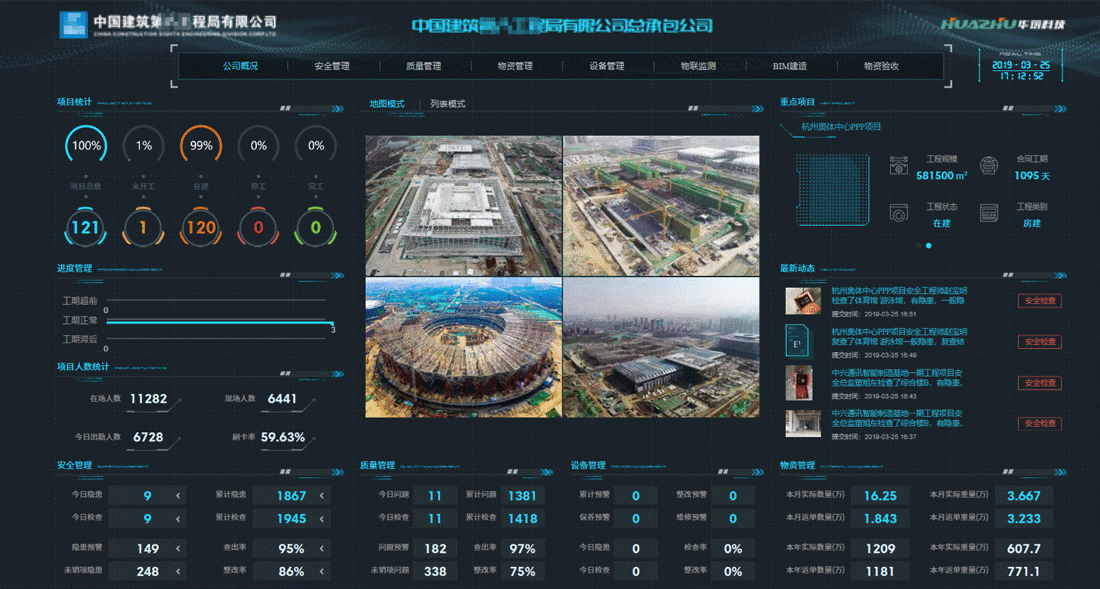 中国建筑第 程局有限公司
CHINA CONSTRUCTION EIGHTH ENGINEERING DIVISION CORP.LTD
中国建筑 程局有限公司总承包公司
HUAZHU华筑科技
REAL TIME
2019-03-25
17:12:52
公司概况 安全管理 质量管理 物资管理 设备管理 物联监测 BIM建造 物资验收
项目统计 PROJECT STATISTICS
100% 1% 99% 0% 0%
项目总数 未开工 在建 停工 完工
121 1 120 0 0
进度管理
工期超前
0
工期正常
3
工期滞后
0
项目人数统计
在场人数 11282 现场人数 6441
今日出勤人数 6728 刷卡率 59.63%
地图模式 列表模式
重点项目 KEY PROJECT
杭州奥体中心PPP项目
工程规模 合同工期
581500 m² 1095 天
工程状态 工程类别
在建 房建
最新动态
杭州奥体中心PPP项目安全工程师赵宝明
检查了体育馆 游泳馆，有隐患，一般隐
提交时间：2019-03-25 16:51
安全检查
杭州奥体中心PPP项目安全工程师赵宝明
复查了体育馆 游泳馆一般隐患，复查结
提交时间：2019-03-25 16:49
安全检查
中兴通讯智能制造基地一期工程项目安
全总监董旭东检查了综合楼B，有隐患，
提交时间：2019-03-25 16:43
安全检查
中兴通讯智能制造基地一期工程项目安
全总监董旭东检查了综合楼B，有隐患，
提交时间：2019-03-25 16:37
安全检查
安全管理
今日隐患 9 累计隐患 1867
今日检查 9 累计检查 1945
隐患预警 149 查出率 95%
未销项隐患 248 整改率 86%
质量管理
今日问题 11 累计问题 1381
今日检查 11 累计检查 1418
问题预警 182 查出率 97%
未销项问题 338 整改率 75%
设备管理
累计预警 0 整改预警 0
保养预警 0 维修预警 0
今日隐患 0 检查率 0%
今日检查 0 整改率 0%
物资管理
本月实际数量(万) 16.25 本月实际重量(万) 3.667
本月运单数量(万) 1.843 本月运单重量(万) 3.233
本年实际数量(万) 1209 本年实际重量(万) 607.7
本年运单数量(万) 1181 本年运单重量(万) 771.1